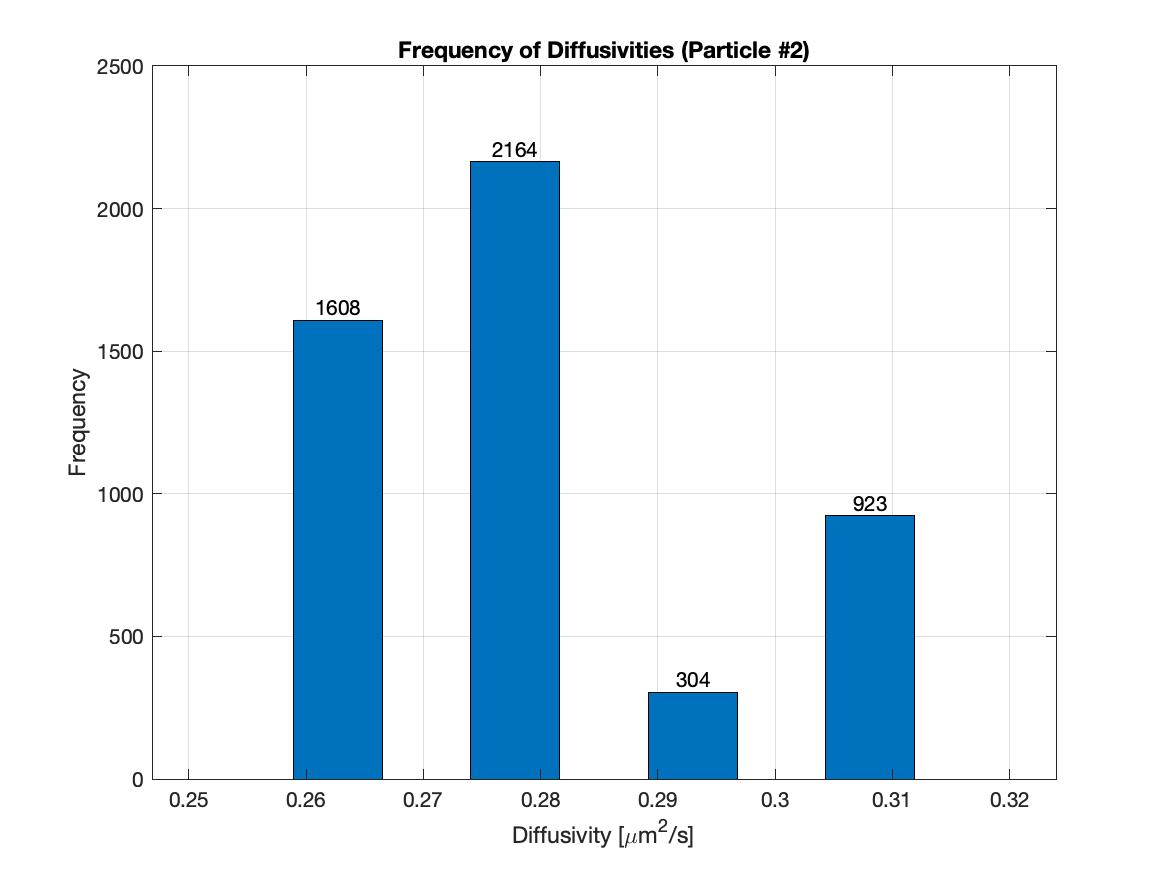 Frequency of Diffusivities (Particle #2)
2500
2000
1500
1000
500
0
Frequency
1608
2164
304
923
0.25 0.26 0.27 0.28 0.29 0.3 0.31 0.32
Diffusivity [μm²/s]